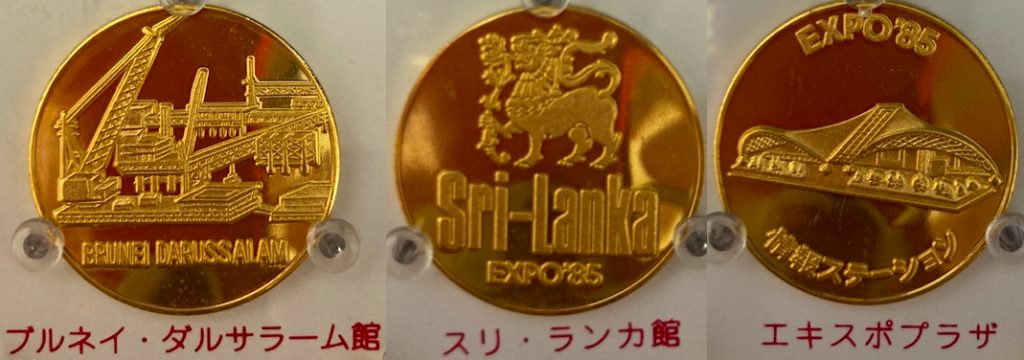 BRUNEI DARUSSALAM
ブルネイ・ダルサラーム館
Sri-Lanka
EXPO'85
スリ・ランカ館
EXPO'85
情報ステーション
エキスポプラザ